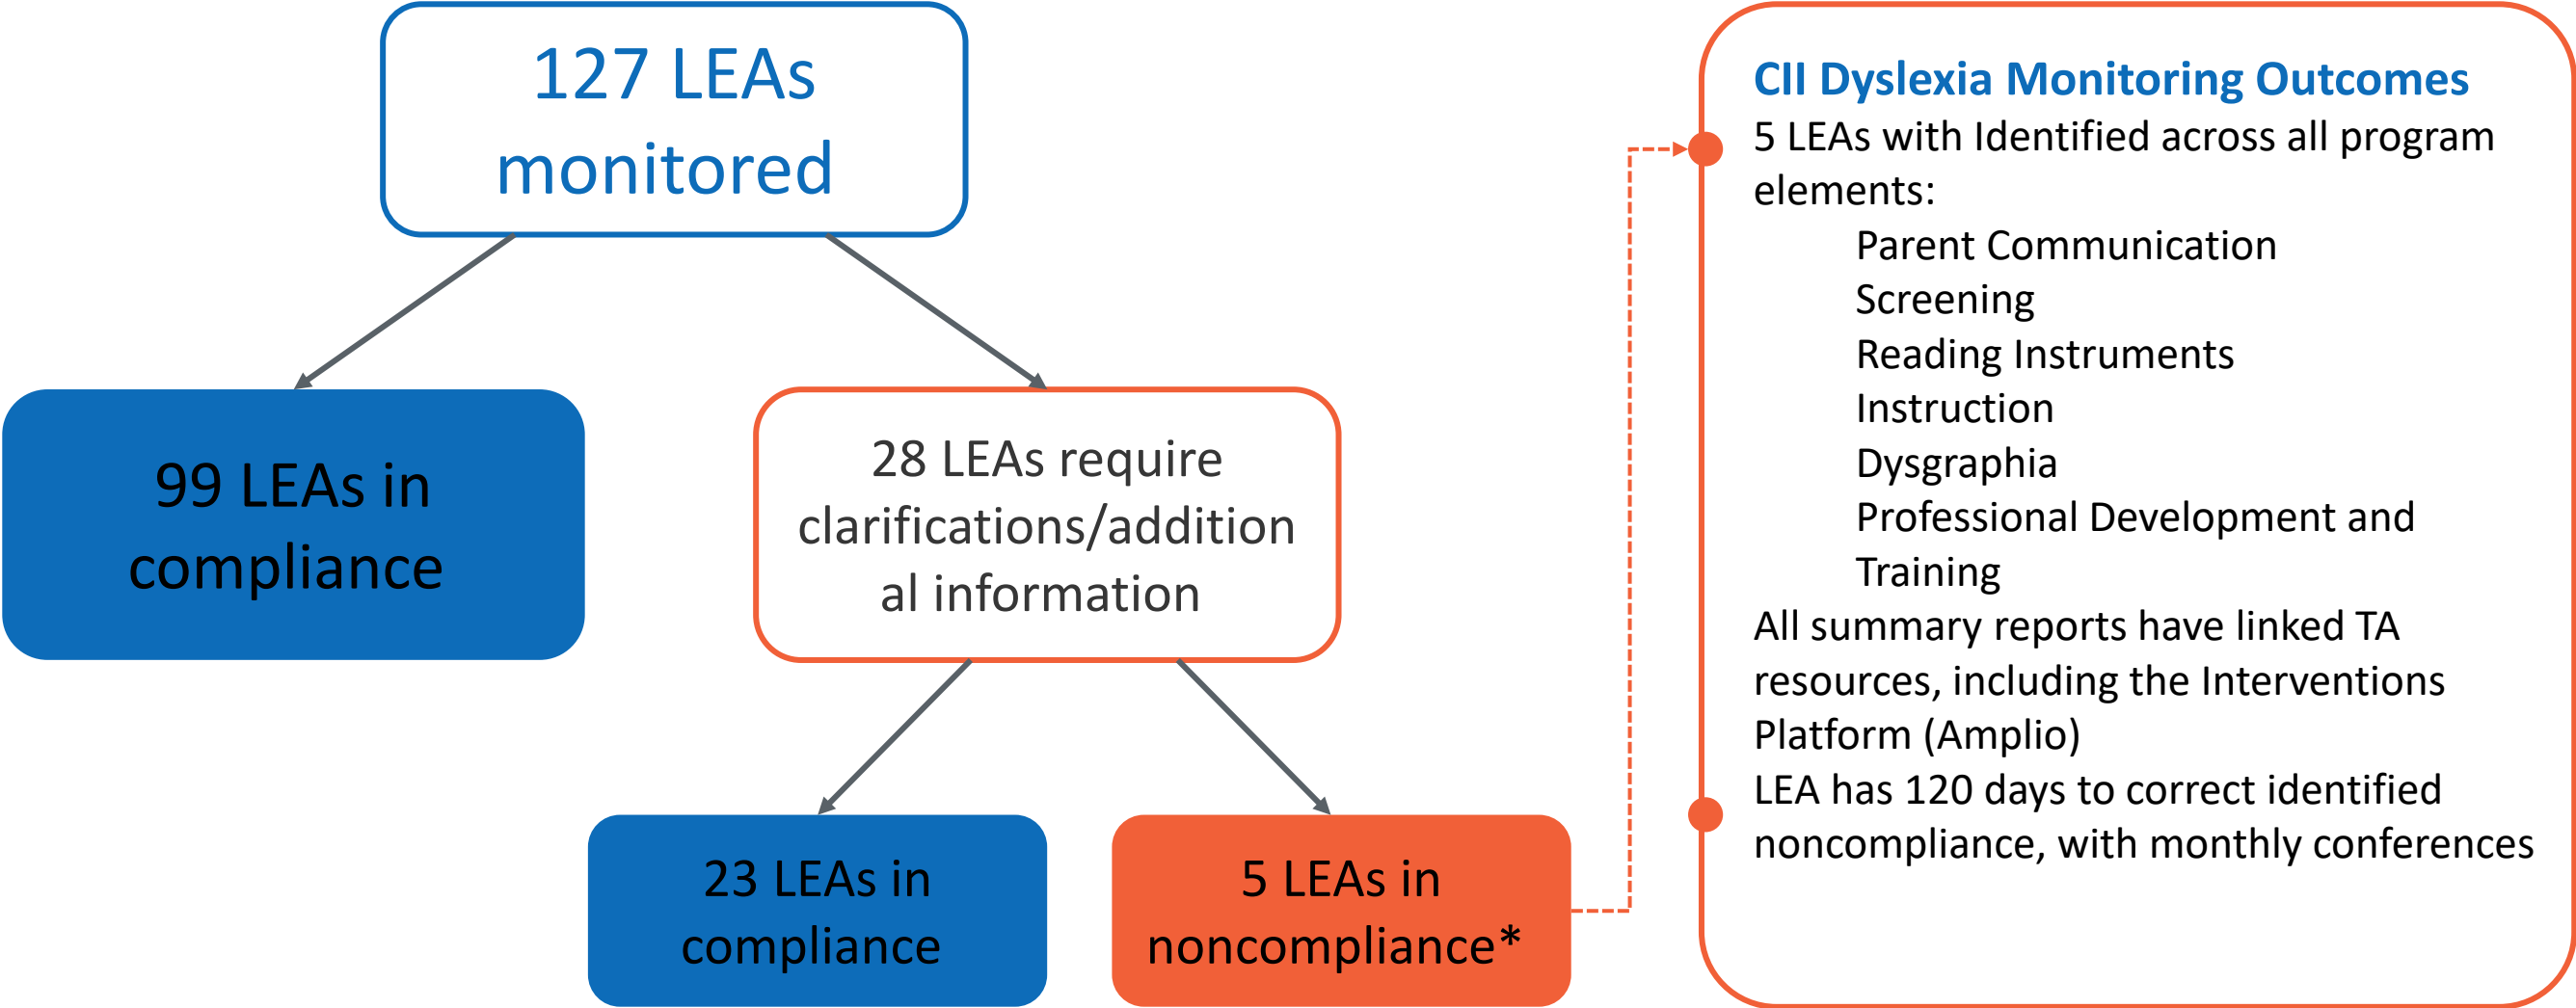 127 LEAs
monitored
99 LEAs in
compliance
28 LEAs require
clarifications/addition
al information
23 LEAs in
compliance
5 LEAs in
noncompliance*
CII Dyslexia Monitoring Outcomes
5 LEAs with Identified across all program
elements:
Parent Communication
Screening
Reading Instruments
Instruction
Dysgraphia
Professional Development and
Training
All summary reports have linked TA
resources, including the Interventions
Platform (Amplio)
LEA has 120 days to correct identified
noncompliance, with monthly conferences